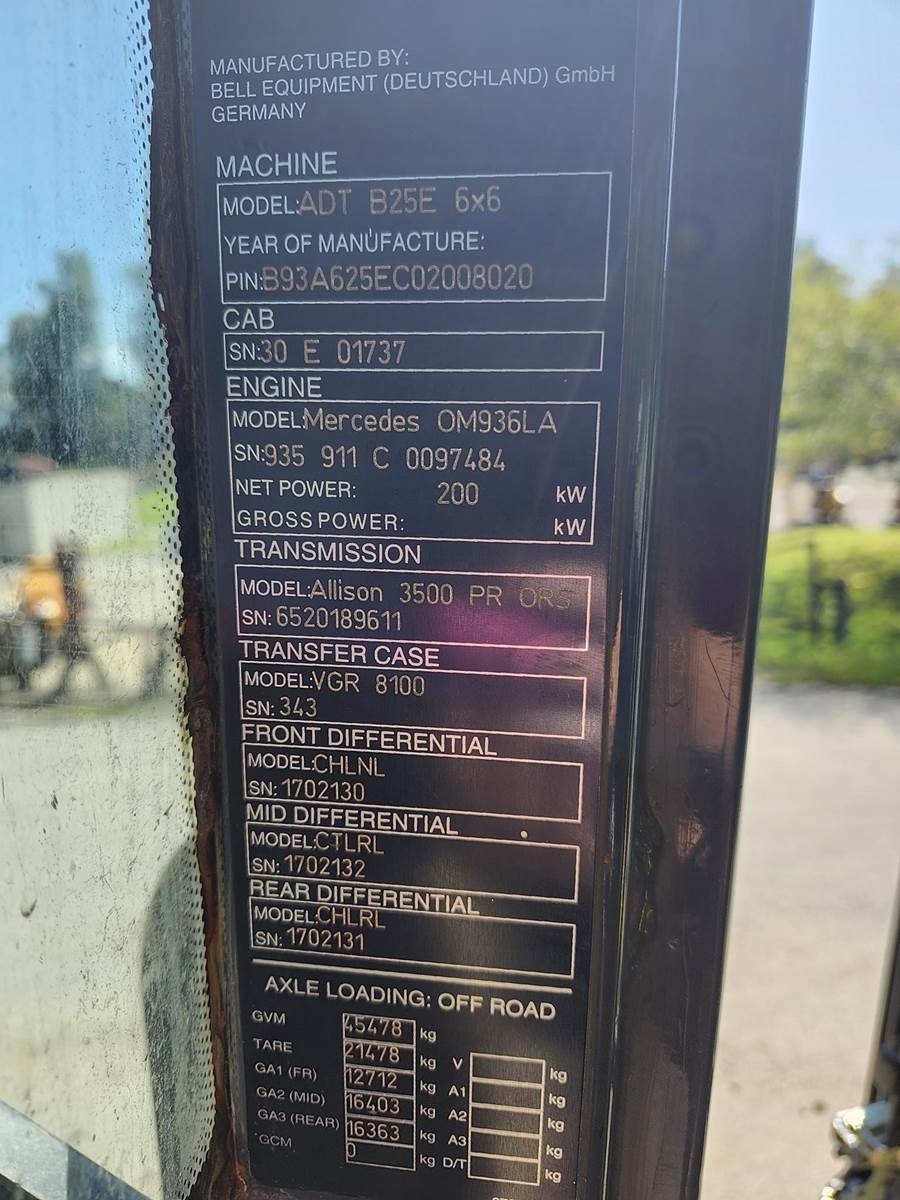 MANUFACTURED BY:
BELL EQUIPMENT (DEUTSCHLAND) GmbH
GERMANY
MACHINE
MODEL:ADT B25E 6x6
YEAR OF MANUFACTURE:
PIN:B93A625EC02008020
CAB
SN:30 E 01737
ENGINE
MODEL:Mercedes OM936LA
SN:935 911 C 0097484
NET POWER: 200 kW
GROSS POWER: kW
TRANSMISSION
MODEL:Allison 3500 PR ORS
SN:6520189611
TRANSFER CASE
MODEL:VGR 8100
SN:343
FRONT DIFFERENTIAL
MODEL:CHLNL
SN:1702130
MID DIFFERENTIAL
MODEL:CTLRL
SN:1702132
REAR DIFFERENTIAL
MODEL:CHLRL
SN:1702131
AXLE LOADING: OFF ROAD
GVM 45478 kg
TARE 21478 kg V kg
GA1 (FR) 12712 kg A1 kg
GA2 (MID) 16403 kg A2 kg
GA3 (REAR) 16363 kg A3 kg
GCM 0 kg D/T kg